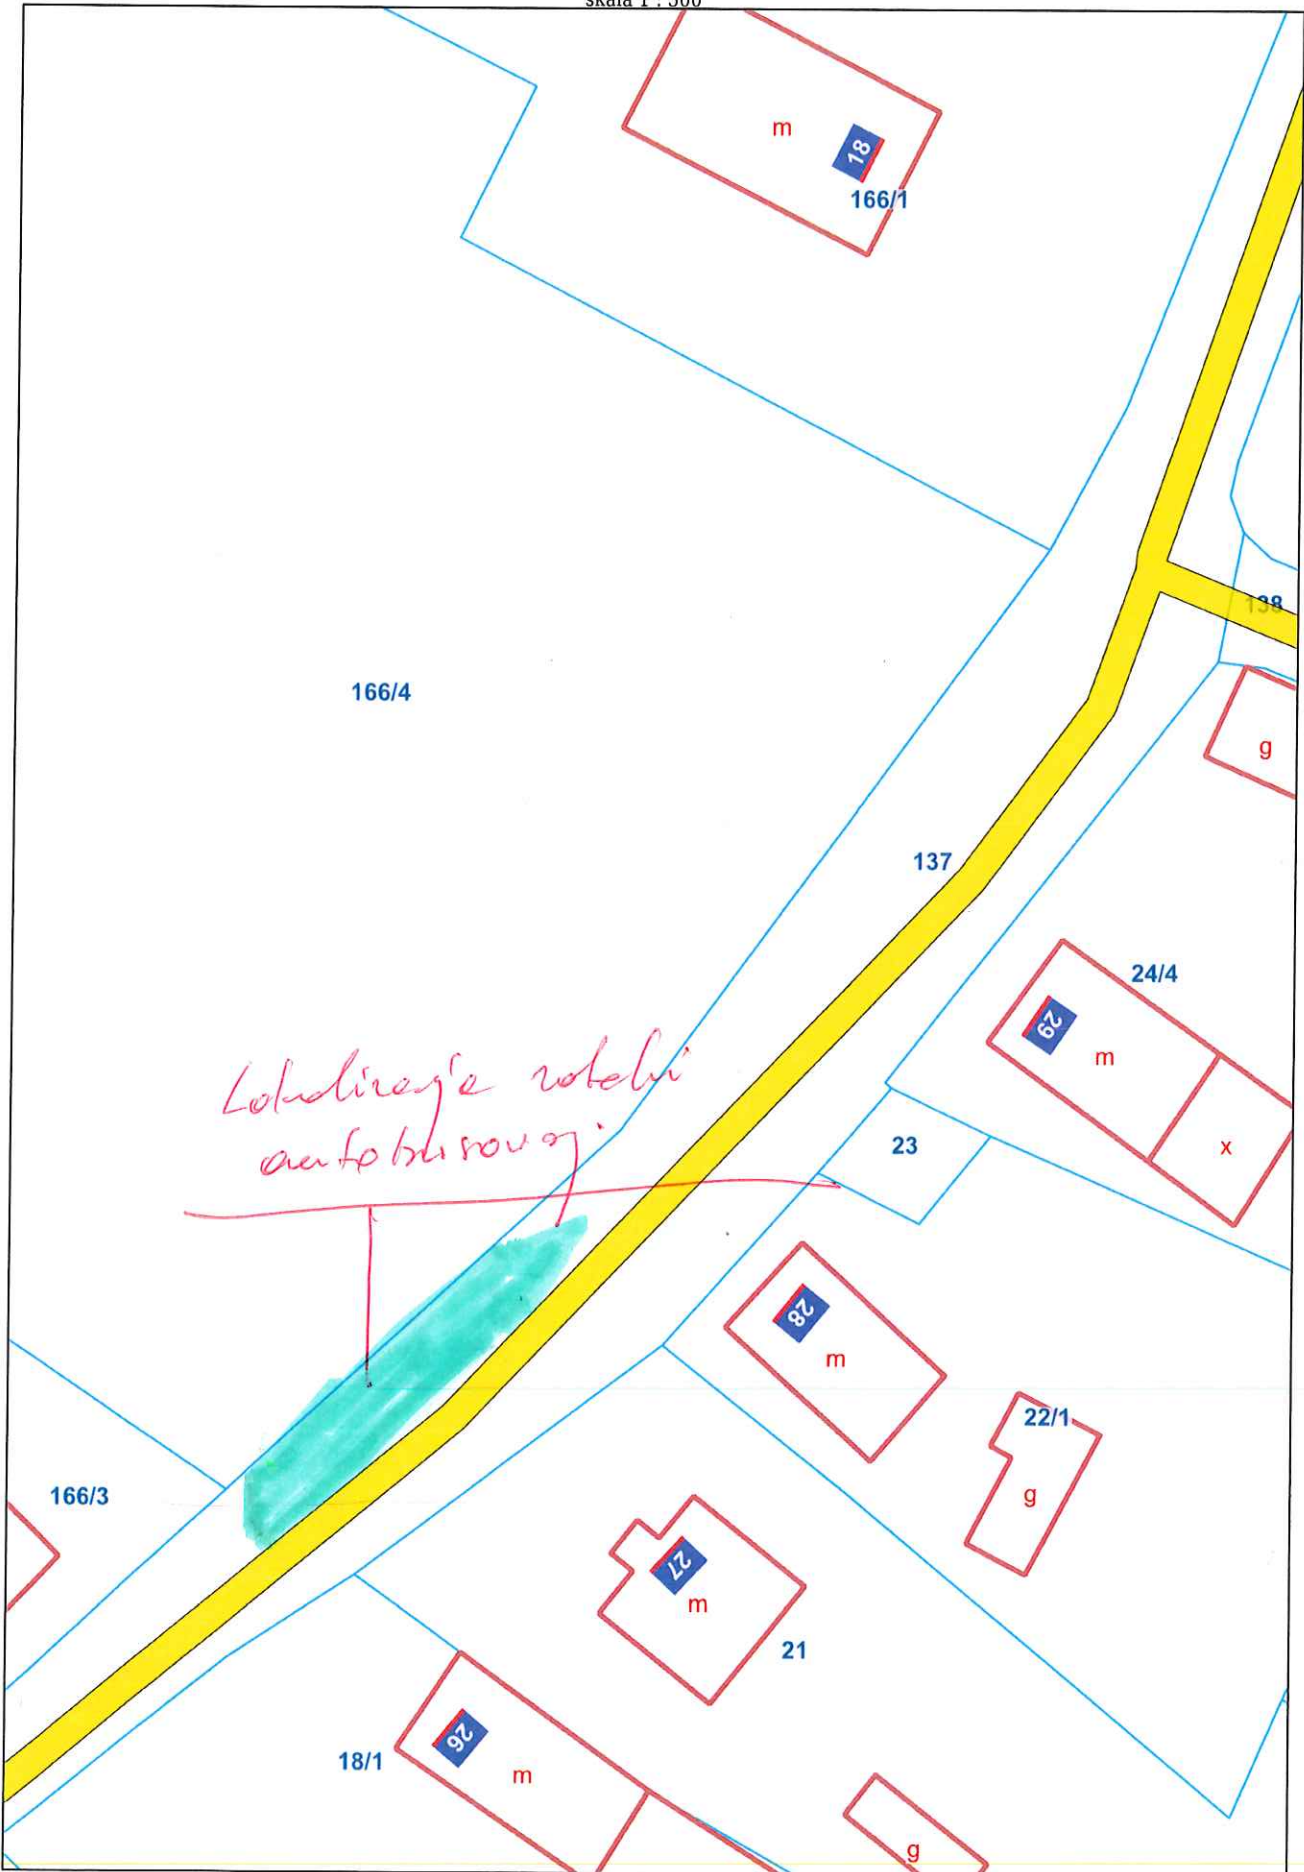 skala 1 : 500
m
18
166/1
138
166/4
g
137
24/4
29
m
Lokalizacja zatoki
autobusowej.
23
x
28
m
22/1
166/3
g
27
m
21
26
18/1
m
g